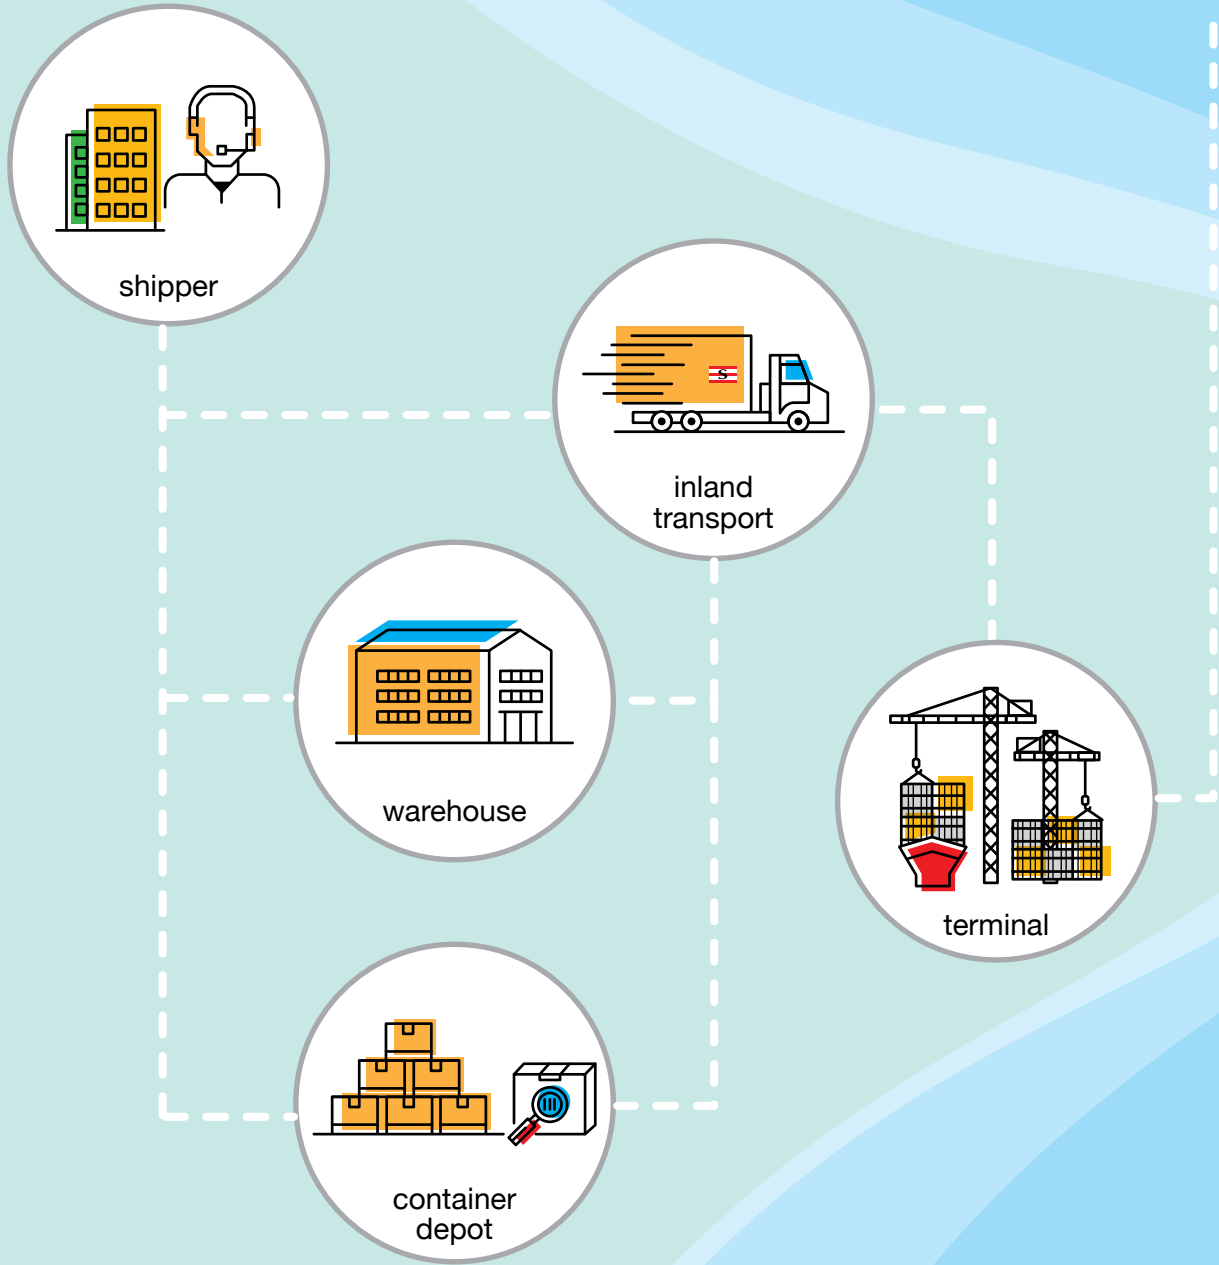 shipper
S
inland
transport
warehouse
terminal
container
depot